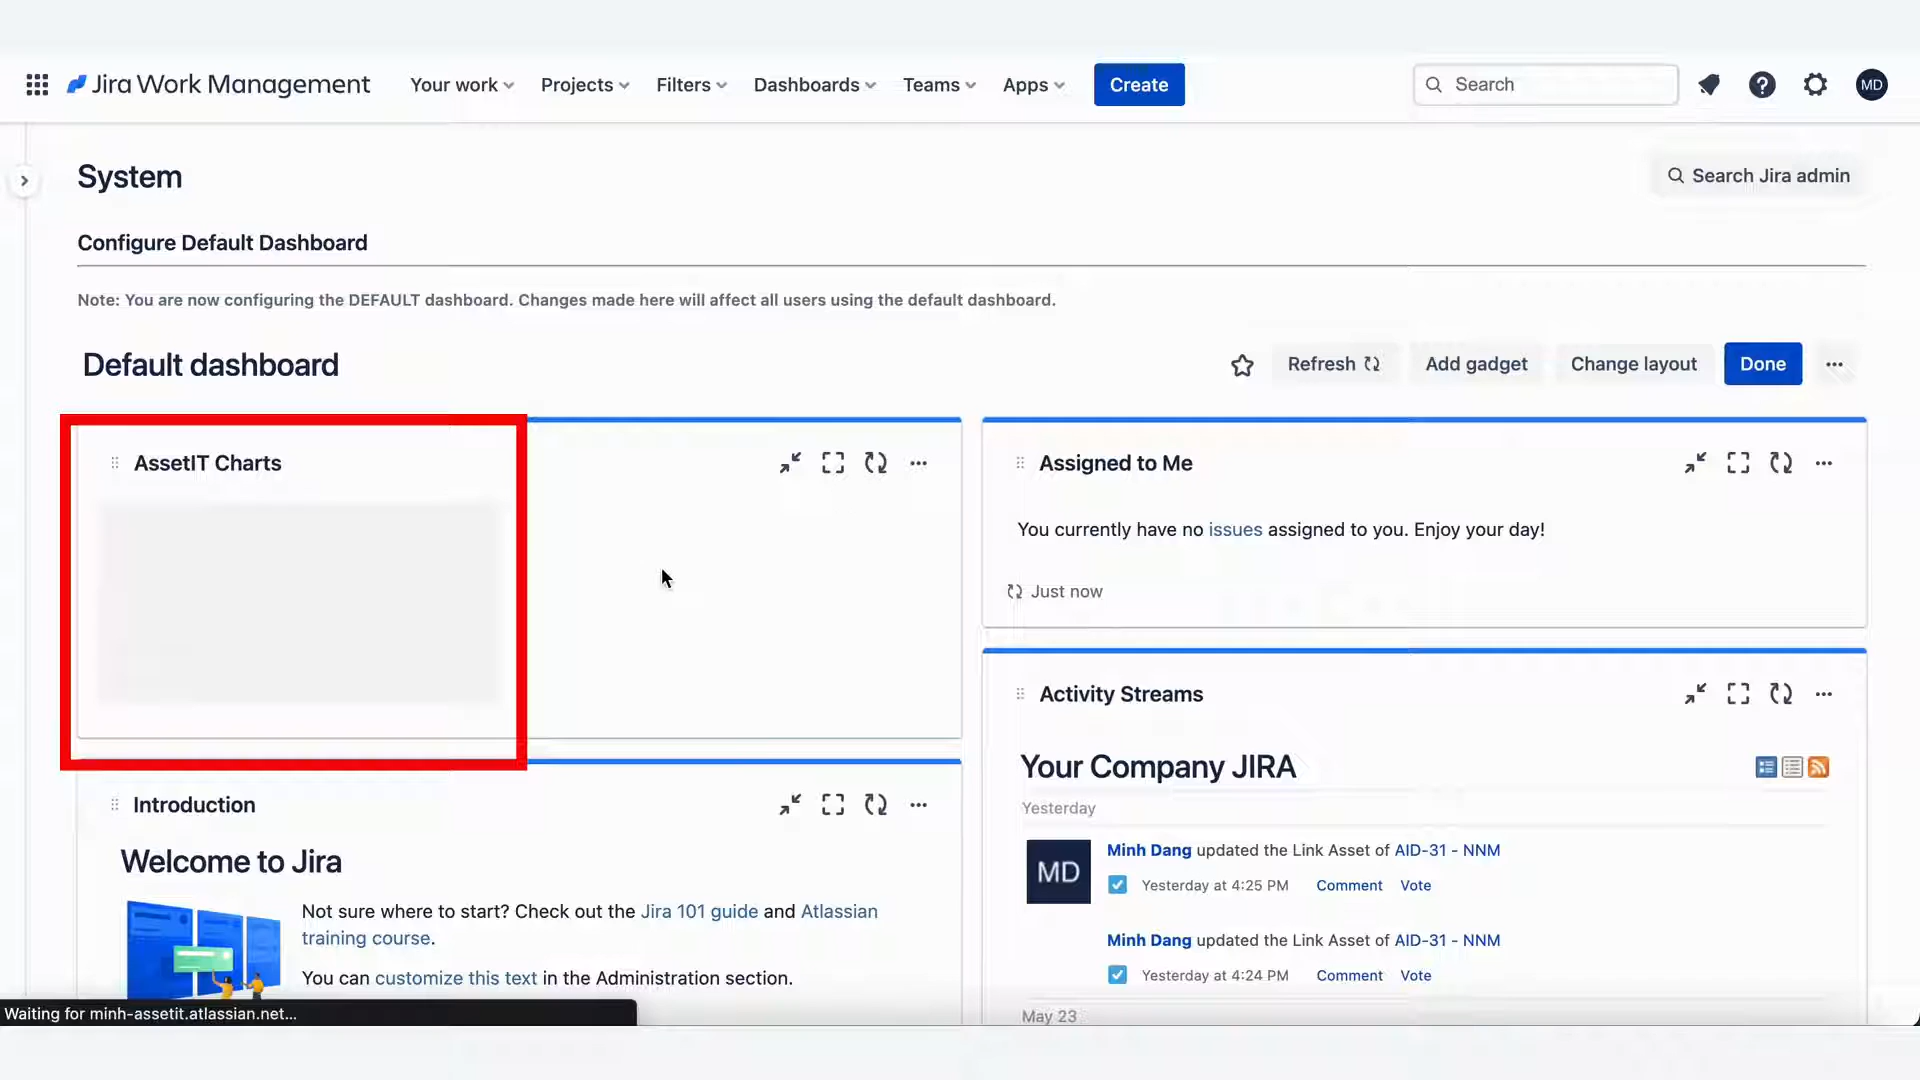 Jira Work Management
Your work
Projects
Filters
Dashboards
Teams
Apps
Create
Search
MD
System
Search Jira admin
Configure Default Dashboard
Note: You are now configuring the DEFAULT dashboard. Changes made here will affect all users using the default dashboard.
Default dashboard
Refresh
Add gadget
Change layout
Done
AssetIT Charts
Introduction
Welcome to Jira
Not sure where to start? Check out the Jira 101 guide and Atlassian
training course.
You can customize this text in the Administration section.
Assigned to Me
You currently have no issues assigned to you. Enjoy your day!
Just now
Activity Streams
Your Company JIRA
Yesterday
MD
Minh Dang updated the Link Asset of AID-31 - NNM
Yesterday at 4:25 PM Comment Vote
Minh Dang updated the Link Asset of AID-31 - NNM
Yesterday at 4:24 PM Comment Vote
May 23
Waiting for minh-assetit.atlassian.net...